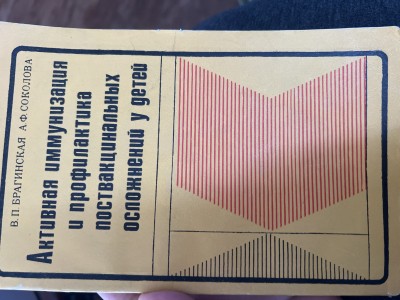 В. П. БРАГИНСКАЯ А. Ф. СОКОЛОВА
Активная иммунизация
и профилактика
поствакцинальных
осложнений у детей